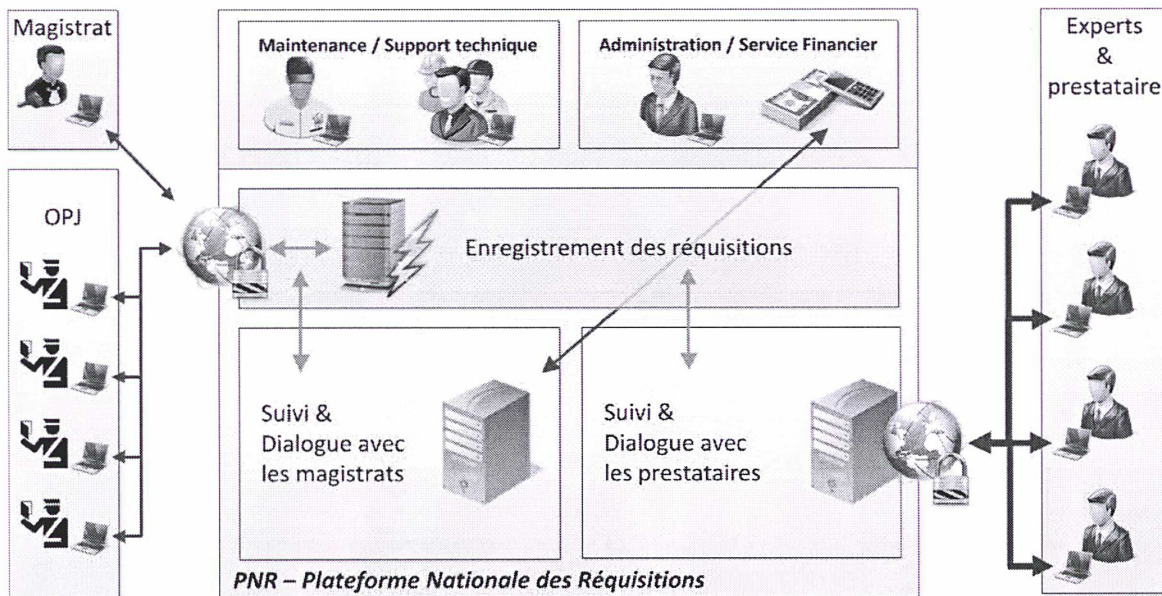 Magistrat
OPJ
Maintenance / Support technique
Administration / Service Financier
Enregistrement des réquisitions
Suivi &
Dialogue avec
les magistrats
Suivi &
Dialogue avec
les prestataires
PNR – Plateforme Nationale des Réquisitions
Experts
&
prestataire